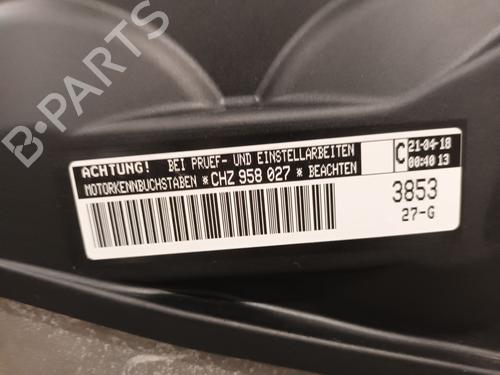 B-PARTS
ACHTUNG! BEI PRUEF- UND EINSTELLARBEITEN
MOTORKENNBUCHSTABEN *CHZ 958 027* BEACHTEN
C 21-04-18
00:40 13
3853
27-G